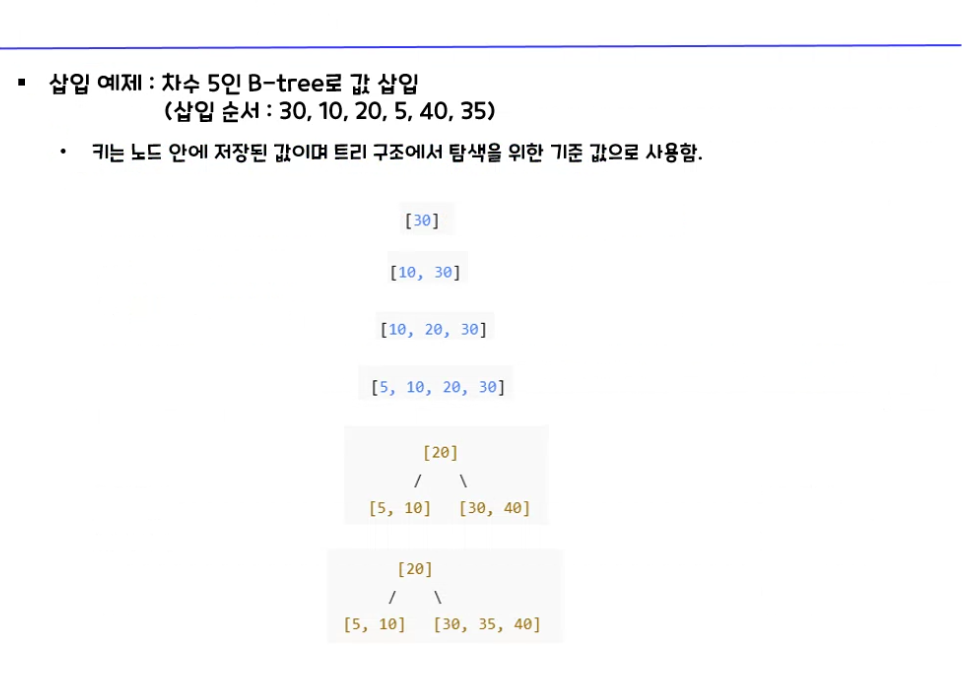 ▪ 삽입 예제 : 차수 5인 B-tree로 값 삽입
(삽입 순서 : 30, 10, 20, 5, 40, 35)
• 키는 노드 안에 저장된 값이며 트리 구조에서 탐색을 위한 기준 값으로 사용함.
[30]
[10, 30]
[10, 20, 30]
[5, 10, 20, 30]
[20]
/ \
[5, 10] [30, 40]
[20]
/ \
[5, 10] [30, 35, 40]